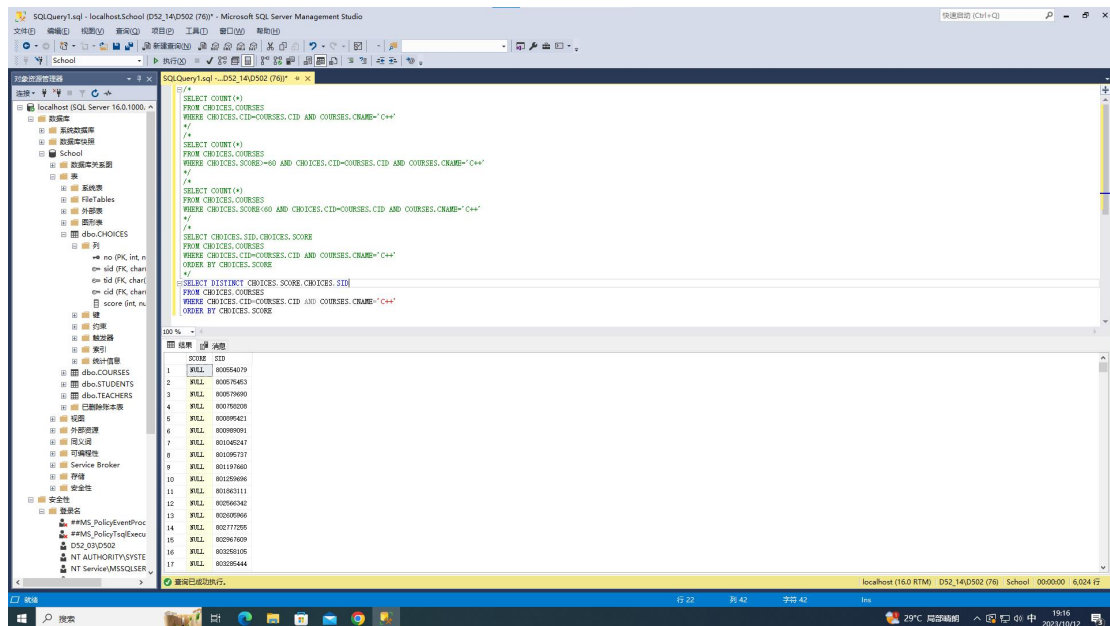 SQLQuery1.sql - localhost.School (D52_14\D502 (76))* - Microsoft SQL Server Management Studio
快速启动 (Ctrl+Q)
文件(F) 编辑(E) 视图(V) 查询(Q) 项目(P) 工具(T) 窗口(W) 帮助(H)
新建查询(N)
School
执行(X)
对象资源管理器
连接
localhost (SQL Server 16.0.1000.
数据库
系统数据库
数据库快照
School
数据库关系图
表
系统表
FileTables
外部表
图形表
dbo.CHOICES
列
no (PK, int, n
sid (FK, char(
tid (FK, char(
cid (FK, char(
score (int, nu
键
约束
触发器
索引
统计信息
dbo.COURSES
dbo.STUDENTS
dbo.TEACHERS
已删除账本表
视图
外部资源
同义词
可编程性
Service Broker
存储
安全性
安全性
登录名
##MS_PolicyEventProc
##MS_PolicyTsqlExecu
D52_03\D502
NT AUTHORITY\SYSTE
NT Service\MSSQLSER
SQLQuery1.sql -...D52_14\D502 (76))*
/*
SELECT COUNT(*)
FROM CHOICES,COURSES
WHERE CHOICES.CID=COURSES.CID AND COURSES.CNAME='C++'
*/
/*
SELECT COUNT(*)
FROM CHOICES,COURSES
WHERE CHOICES.SCORE>=60 AND CHOICES.CID=COURSES.CID AND COURSES.CNAME='C++'
*/
/*
SELECT COUNT(*)
FROM CHOICES,COURSES
WHERE CHOICES.SCORE<60 AND CHOICES.CID=COURSES.CID AND COURSES.CNAME='C++'
*/
/*
SELECT CHOICES.SID,CHOICES.SCORE
FROM CHOICES,COURSES
WHERE CHOICES.CID=COURSES.CID AND COURSES.CNAME='C++'
ORDER BY CHOICES.SCORE
*/
SELECT DISTINCT CHOICES.SCORE,CHOICES.SID
FROM CHOICES,COURSES
WHERE CHOICES.CID=COURSES.CID AND COURSES.CNAME='C++'
ORDER BY CHOICES.SCORE
100 %
结果 消息
SCORE SID
1 NULL 800554079
2 NULL 800575453
3 NULL 800579690
4 NULL 800758208
5 NULL 800895421
6 NULL 800989091
7 NULL 801045247
8 NULL 801095737
9 NULL 801197660
10 NULL 801259696
11 NULL 801863111
12 NULL 802566342
13 NULL 802605966
14 NULL 802777255
15 NULL 802967609
16 NULL 803258105
17 NULL 803285444
查询已成功执行。
localhost (16.0 RTM) D52_14\D502 (76) School 00:00:00 6,024 行
就绪 行 22 列 42 字符 42 Ins
搜索
29°C 局部晴朗 中 19:16
2023/10/12